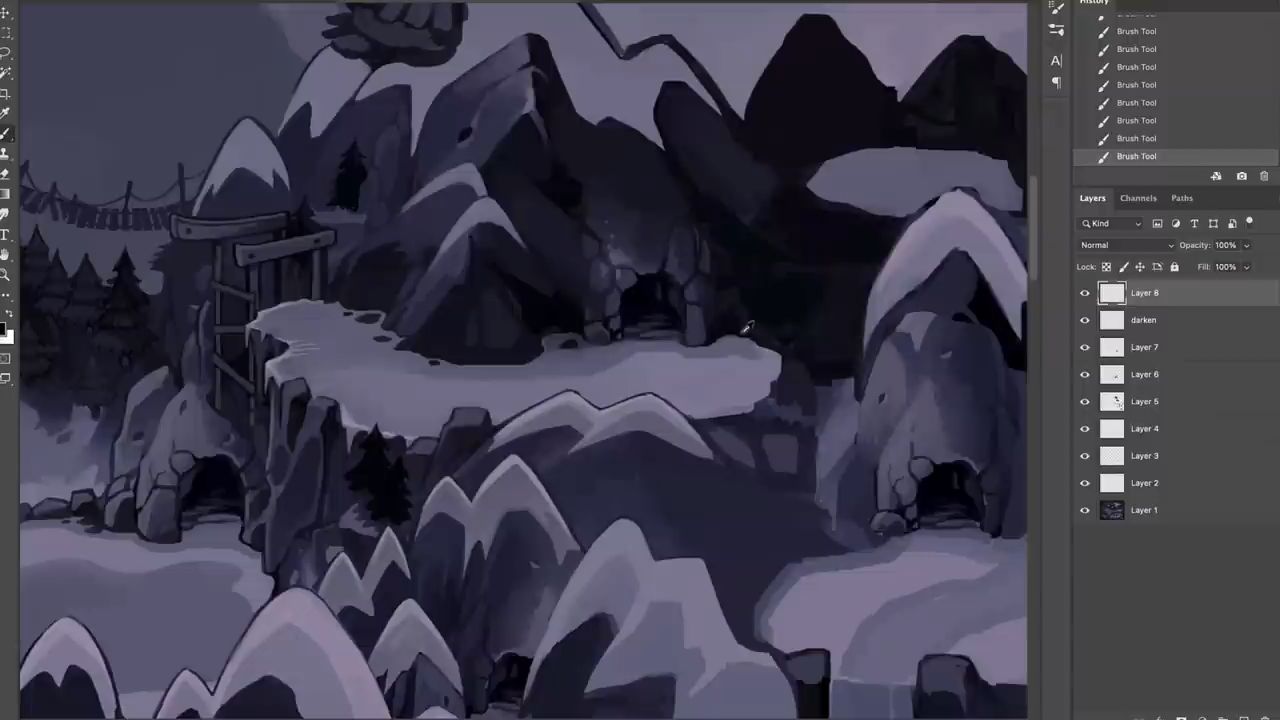 History
Brush Tool
Brush Tool
Brush Tool
Brush Tool
Brush Tool
Brush Tool
Brush Tool
Brush Tool
Layers Channels Paths
Kind
Normal Opacity: 100%
Lock: Fill: 100%
Layer 8
darken
Layer 7
Layer 6
Layer 5
Layer 4
Layer 3
Layer 2
Layer 1